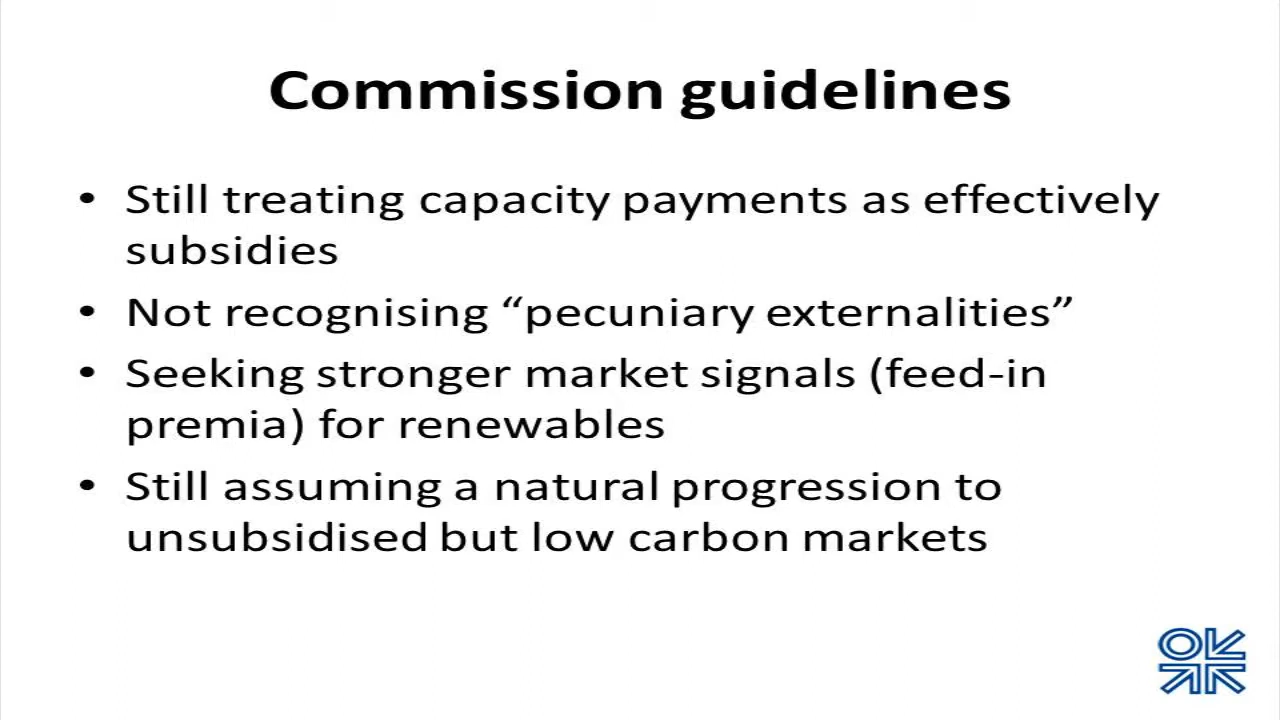 Commission guidelines
• Still treating capacity payments as effectively
subsidies
• Not recognising “pecuniary externalities”
• Seeking stronger market signals (feed-in
premia) for renewables
• Still assuming a natural progression to
unsubsidised but low carbon markets